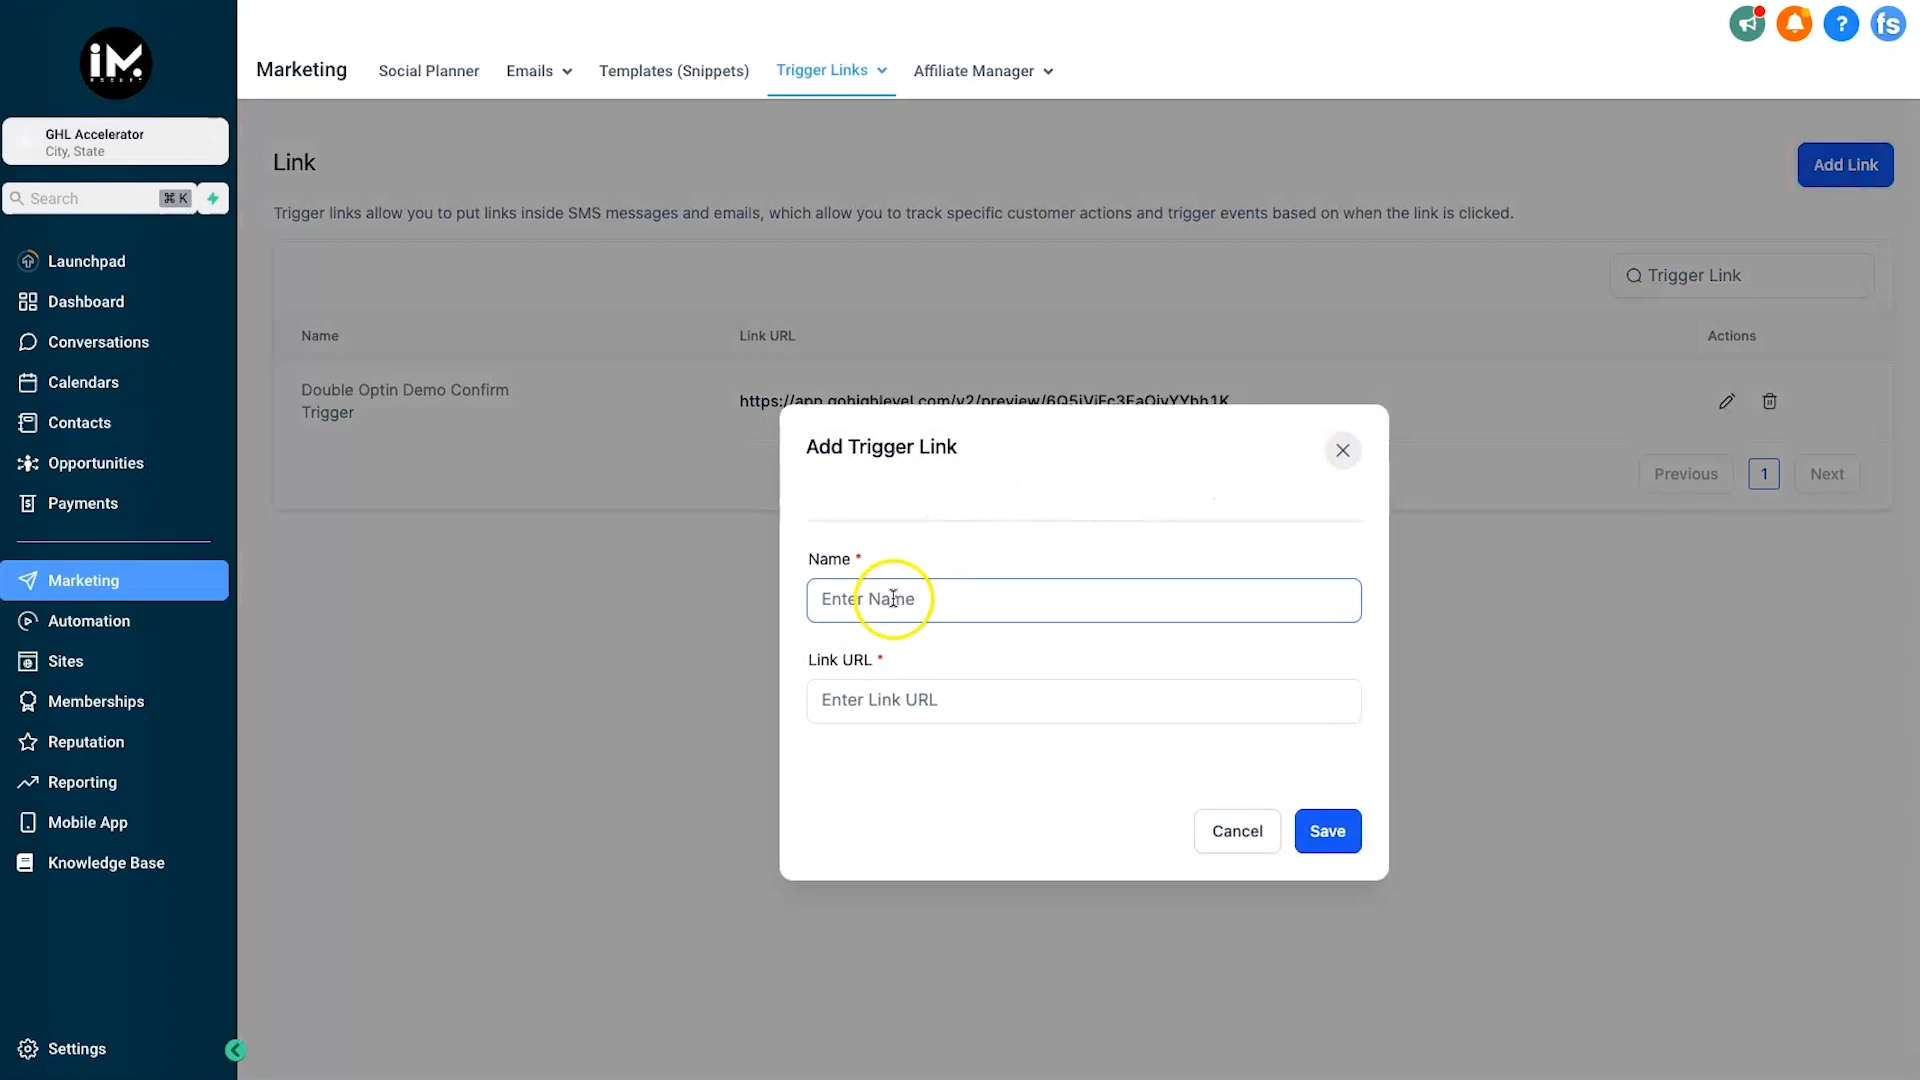 iM.
GHL Accelerator
City, State
Search
⌘ K
Launchpad
Dashboard
Conversations
Calendars
Contacts
Opportunities
Payments
Marketing
Automation
Sites
Memberships
Reputation
Reporting
Mobile App
Knowledge Base
Settings
Marketing
Social Planner
Emails
Templates (Snippets)
Trigger Links
Affiliate Manager
?
fs
Link
Add Link
Trigger links allow you to put links inside SMS messages and emails, which allow you to track specific customer actions and trigger events based on when the link is clicked.
Trigger Link
Name
Link URL
Actions
Double Optin Demo Confirm
Trigger
Previous
1
Next
Add Trigger Link
Name *
Enter Name
Link URL *
Enter Link URL
Cancel
Save